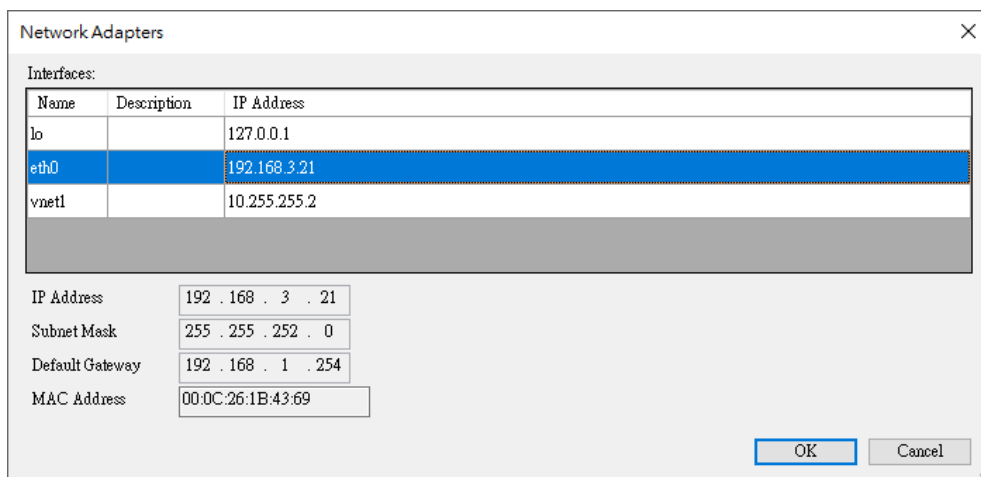 Network Adapters
Interfaces:
Name Description IP Address
lo 127.0.0.1
eth0 192.168.3.21
vnet1 10.255.255.2
IP Address 192 . 168 . 3 . 21
Subnet Mask 255 . 255 . 252 . 0
Default Gateway 192 . 168 . 1 . 254
MAC Address 00:0C:26:1B:43:69
OK Cancel